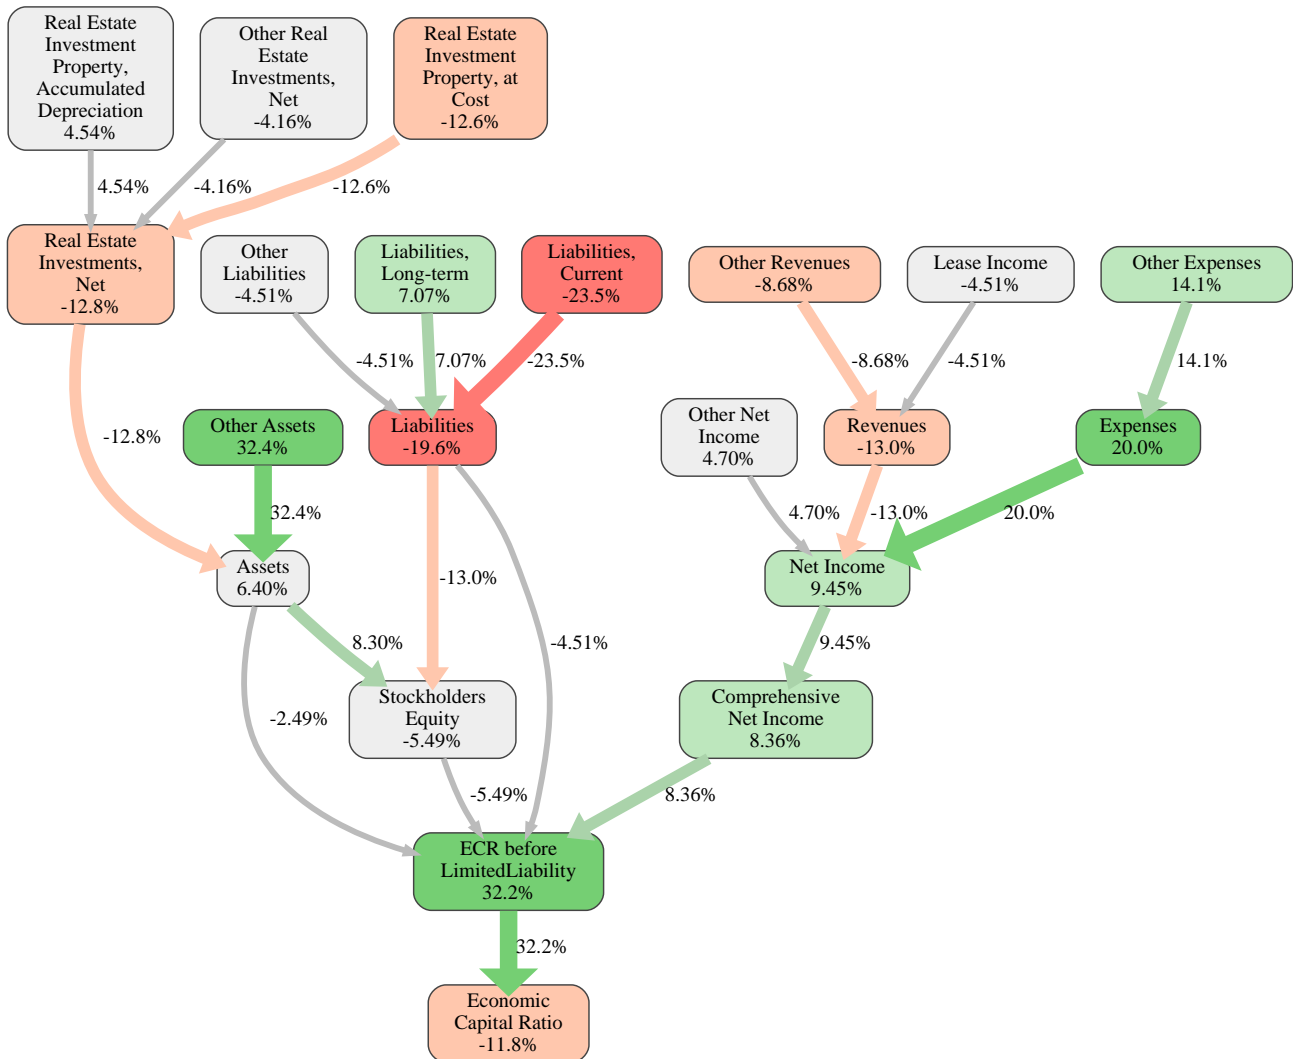 Real Estate
Investment
Property,
Accumulated
Depreciation
4.54%
Other Real
Estate
Investments,
Net
-4.16%
Real Estate
Investment
Property, at
Cost
-12.6%
4.54%
-4.16%
-12.6%
Real Estate
Investments,
Net
-12.8%
Other
Liabilities
-4.51%
Liabilities,
Long-term
7.07%
Liabilities,
Current
-23.5%
Other Revenues
-8.68%
Lease Income
-4.51%
Other Expenses
14.1%
-4.51%
7.07%
-23.5%
-8.68%
-4.51%
14.1%
-12.8%
Other Assets
32.4%
Liabilities
-19.6%
Other Net
Income
4.70%
Revenues
-13.0%
Expenses
20.0%
32.4%
4.70%
-13.0%
20.0%
Assets
6.40%
-13.0%
Net Income
9.45%
8.30%
-4.51%
9.45%
-2.49%
Stockholders
Equity
-5.49%
Comprehensive
Net Income
8.36%
-5.49%
8.36%
ECR before
LimitedLiability
32.2%
32.2%
Economic
Capital Ratio
-11.8%